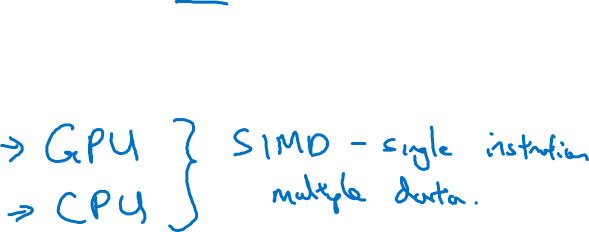 → GPU } SIMD - single instruction
→ CPU multiple data.